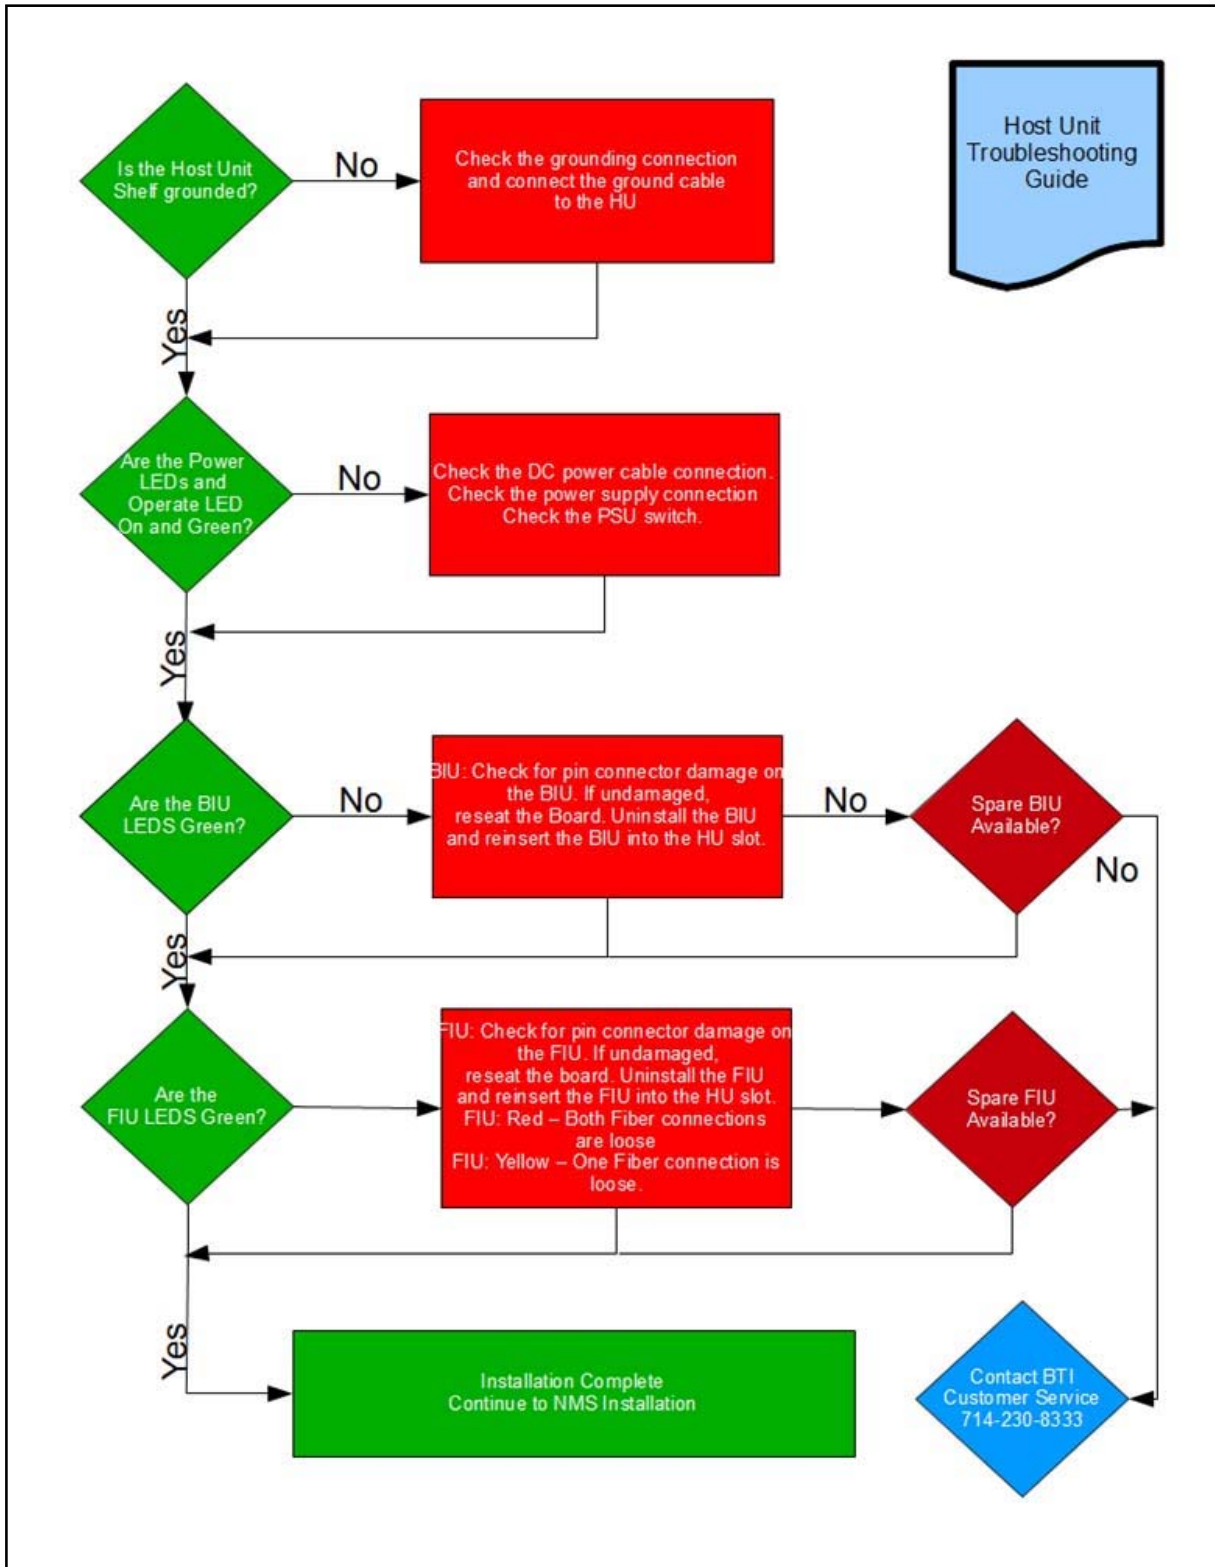 Host Unit
Troubleshooting
Guide
Is the Host Unit
Shelf grounded?
No
Check the grounding connection
and connect the ground cable
to the HU
Yes
Are the Power
LEDs and
Operate LED
On and Green?
No
Check the DC power cable connection.
Check the power supply connection
Check the PSU switch.
Yes
Are the BIU
LEDS Green?
No
BIU: Check for pin connector damage on
the BIU. If undamaged,
reseat the Board. Uninstall the BIU
and reinsert the BIU into the HU slot.
No
Spare BIU
Available?
No
Yes
Are the
FIU LEDS Green?
FIU: Check for pin connector damage on
the FIU. If undamaged,
reseat the board. Uninstall the FIU
and reinsert the FIU into the HU slot.
FIU: Red – Both Fiber connections
are loose
FIU: Yellow – One Fiber connection is
loose.
Spare FIU
Available?
Yes
Installation Complete
Continue to NMS Installation
Contact BTI
Customer Service
714-230-8333